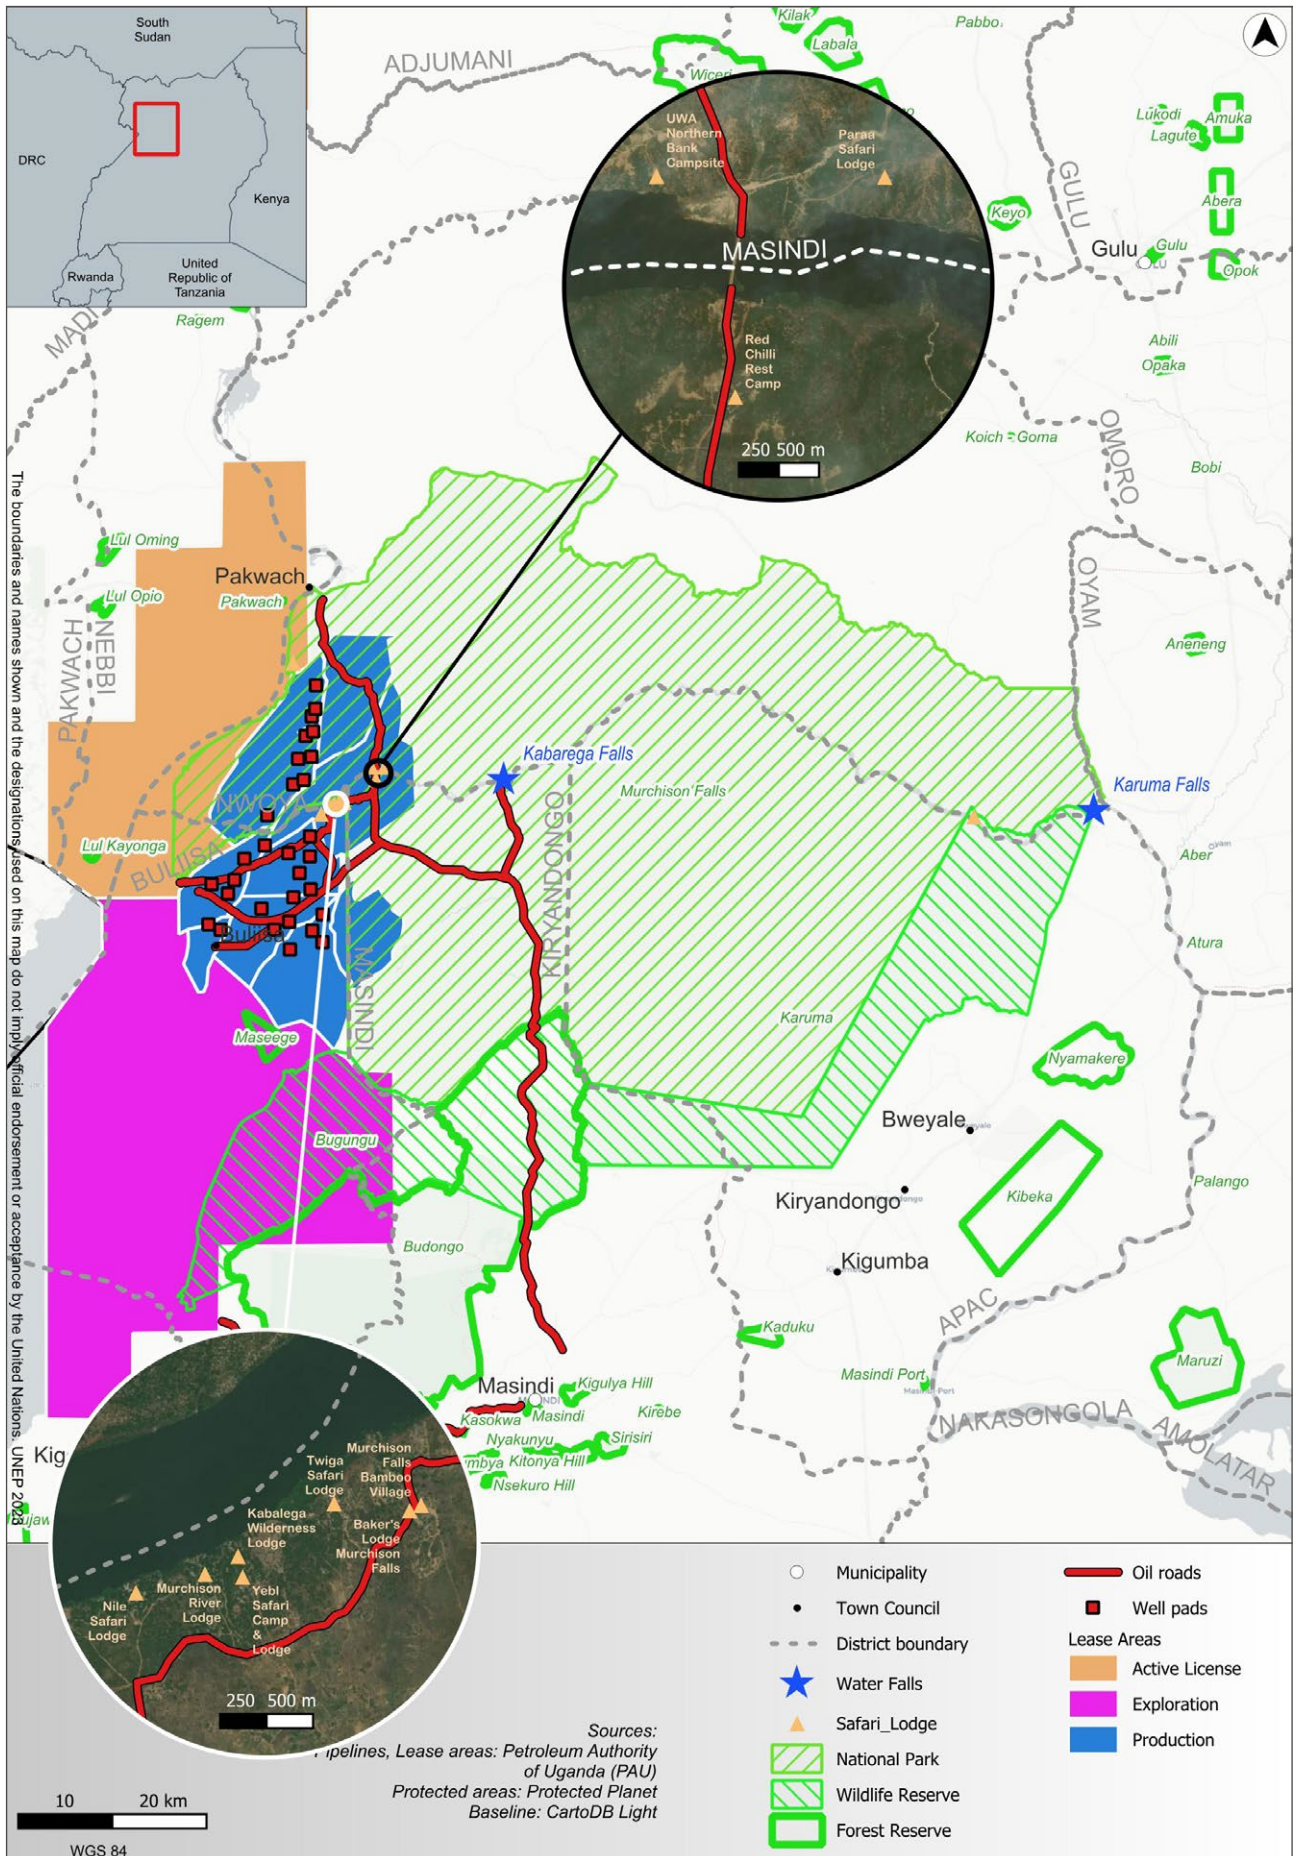 South
Sudan
DRC
Kenya
Rwanda
United
Republic of
Tanzania
ADJUMANI
Kilak
Labala
Pabbo
Wiceri
Lukodi
Lagute
Amuka
GULU
Abera
Keyo
Gulu
Gulu
Opok
UWA
Northern
Bank
Campsite
Paraa
Safari
Lodge
MASINDI
Red
Chilli
Rest
Camp
250 500 m
MADI
Ragem
Abili
Opaka
Koich Goma
OMORO
Bobi
Lul Oming
Lul Opio
Pakwach
Pakwach
PAKWACH
NEBBI
OYAM
Aneneng
Kabarega Falls
Murchison Falls
Karuma Falls
NWOYA
BULIISA
Lul Kayonga
Buliisa
KIRYANDONGO
MASINDI
Aber
Atura
Karuma
Maseege
Nyamakere
Bugungu
Bweyale
Kiryandongo
Kibeka
Palango
Budongo
Kigumba
APAC
Kaduku
Maruzi
Masindi Port
Masindi Port
Masindi
Kigulya Hill
Kasokwa
Masindi
Kirebe
NAKASONGOLA
AMOLATAR
Nyakunyu
Sirisiri
Kitonya Hill
Nsekuro Hill
Kig
The boundaries and names shown and the designations used on this map do not imply official endorsement or acceptance by the United Nations. UNEP 2023
Murchison
Falls
Bamboo
Village
Twiga
Safari
Lodge
Kabalega
Wilderness
Lodge
Baker's
Lodge
Murchison
Falls
Murchison
River
Lodge
Yebl
Safari
Camp
&
Lodge
Nile
Safari
Lodge
250 500 m
Sources:
Pipelines, Lease areas: Petroleum Authority
of Uganda (PAU)
Protected areas: Protected Planet
Baseline: CartoDB Light
10 20 km
WGS 84
Municipality
Town Council
District boundary
Water Falls
Safari_Lodge
National Park
Wildlife Reserve
Forest Reserve
Oil roads
Well pads
Lease Areas
Active License
Exploration
Production